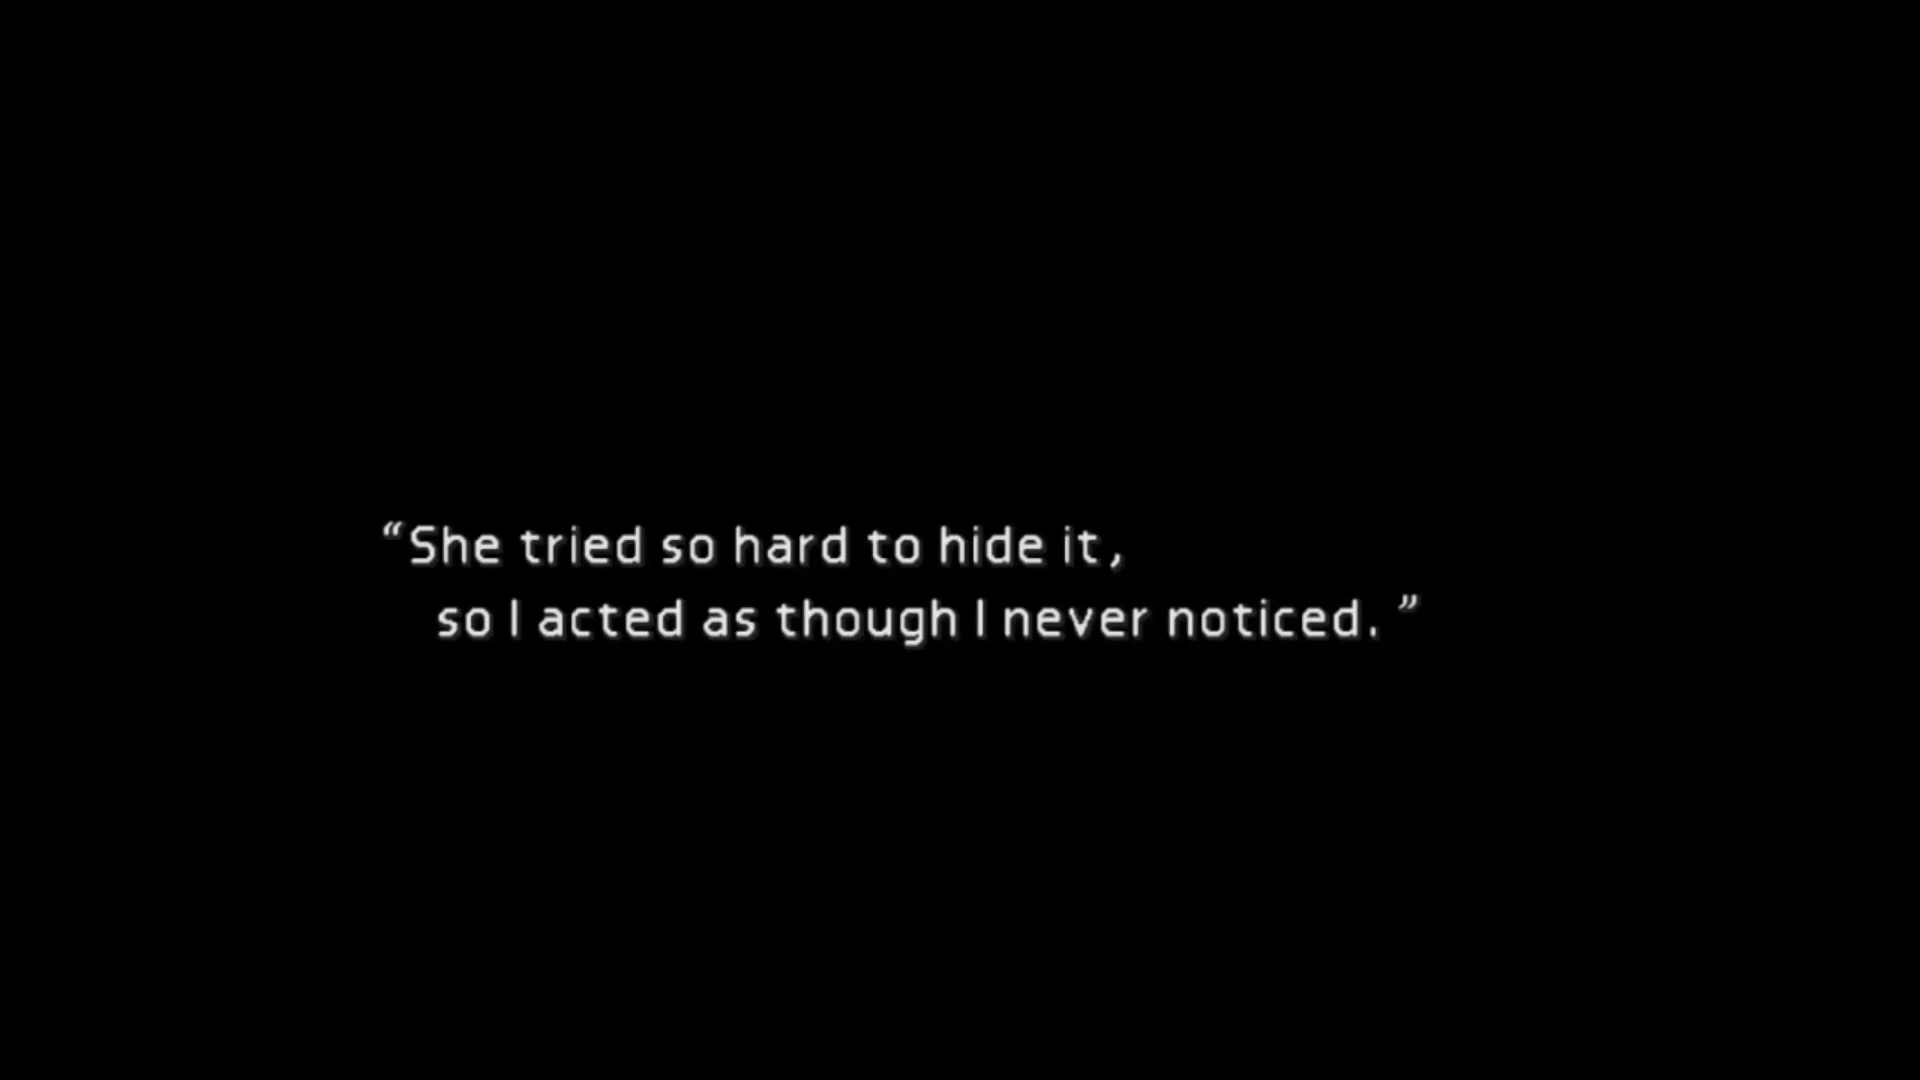 “She tried so hard to hide it,
so I acted as though I never noticed.”